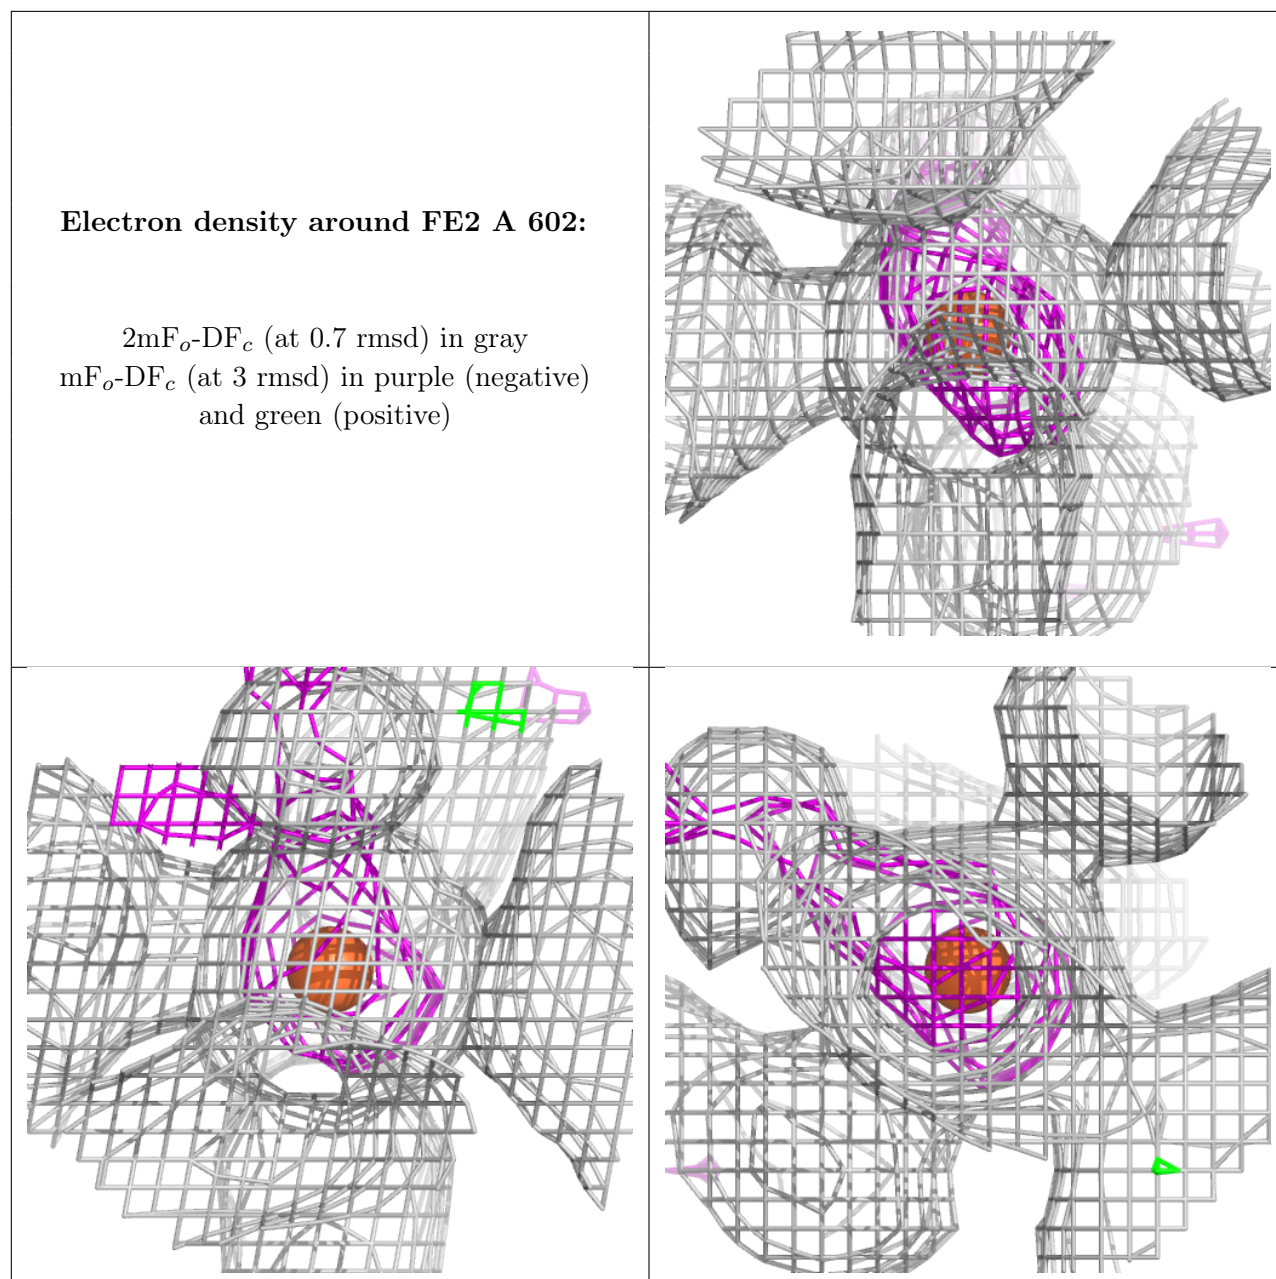 Electron density around FE2 A 602:
2mFo-DFc (at 0.7 rmsd) in gray
mFo-DFc (at 3 rmsd) in purple (negative)
and green (positive)